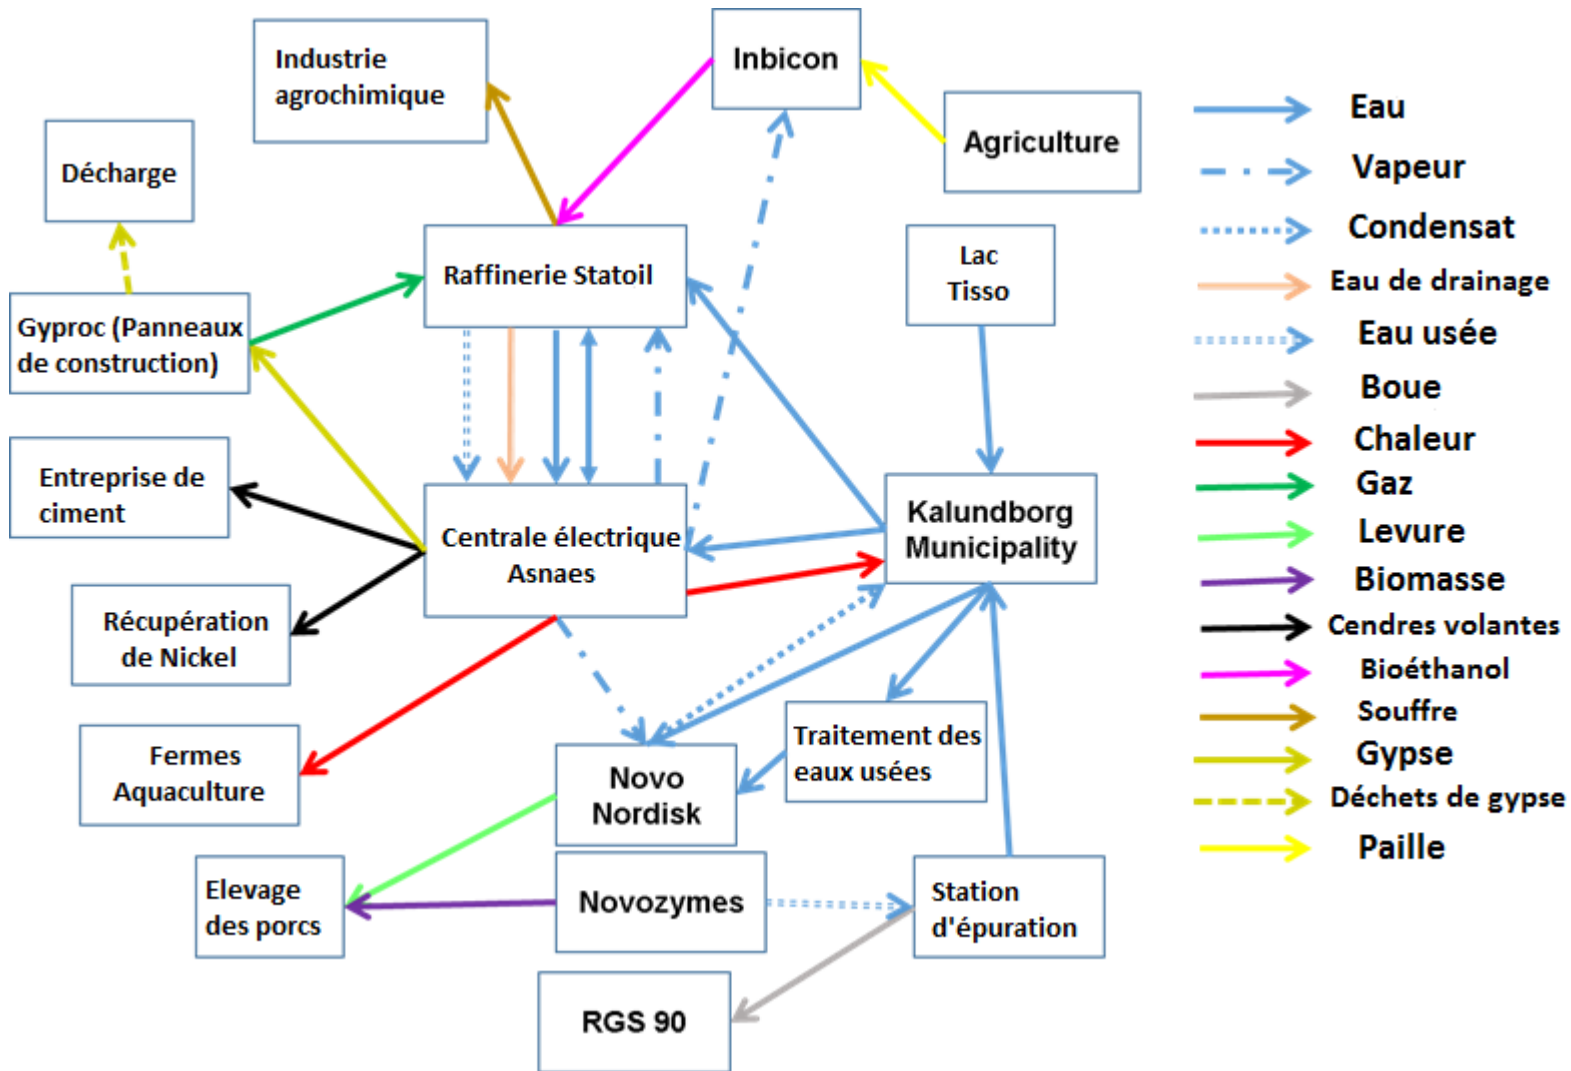 Industrie
agrochimique
Inbicon
Agriculture
Décharge
Raffinerie Statoil
Lac
Tisso
Gyproc (Panneaux
de construction)
Entreprise de
ciment
Centrale électrique
Asnaes
Kalundborg
Municipality
Récupération
de Nickel
Fermes
Aquaculture
Novo
Nordisk
Traitement des
eaux usées
Elevage
des porcs
Novozymes
Station
d'épuration
RGS 90
Eau
Vapeur
Condensat
Eau de drainage
Eau usée
Boue
Chaleur
Gaz
Levure
Biomasse
Cendres volantes
Bioéthanol
Souffre
Gypse
Déchets de gypse
Paille